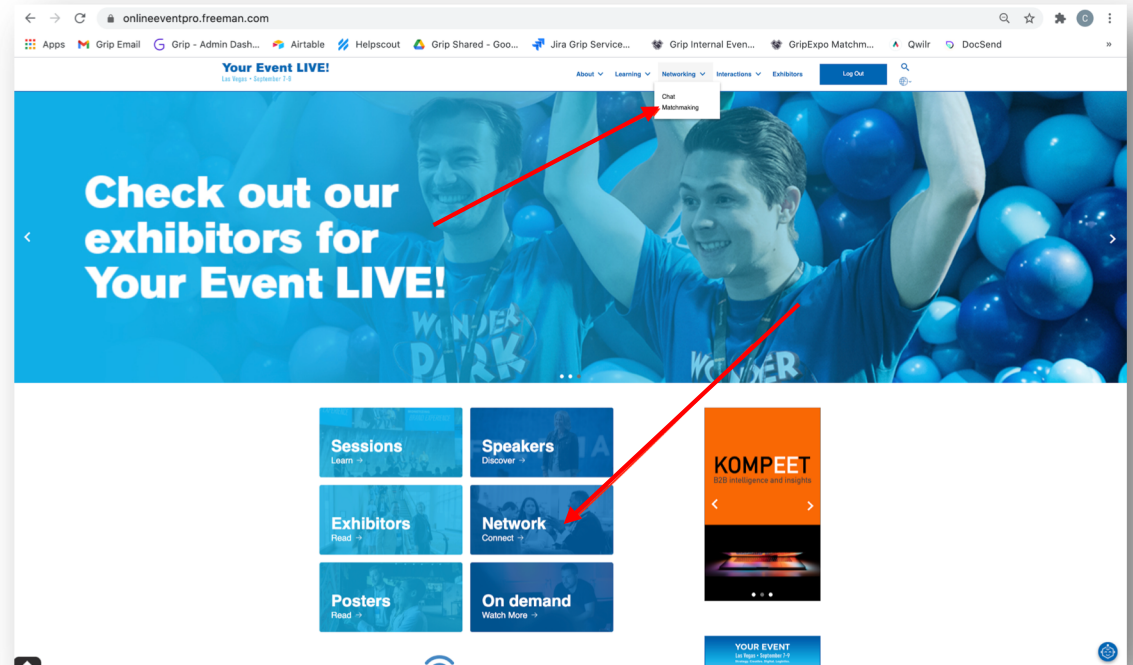 onlineeventpro.freeman.com
C
Apps
Grip Email
Grip - Admin Dash...
Airtable
Helpscout
Grip Shared - Goo...
Jira Grip Service...
Grip Internal Even...
GripExpo Matchm...
Qwilr
DocSend
»
Your Event LIVE!
Las Vegas • September 7-9
About
Learning
Networking
Interactions
Exhibitors
Log Out
Chat
Matchmaking
Check out our
exhibitors for
Your Event LIVE!
WONDER
PARK
WONDER
Sessions
Learn →
Speakers
Discover →
Exhibitors
Read →
Network
Connect →
Posters
Read →
On demand
Watch More →
KOMPEET
B2B intelligence and insights
YOUR EVENT
Las Vegas • September 7-9